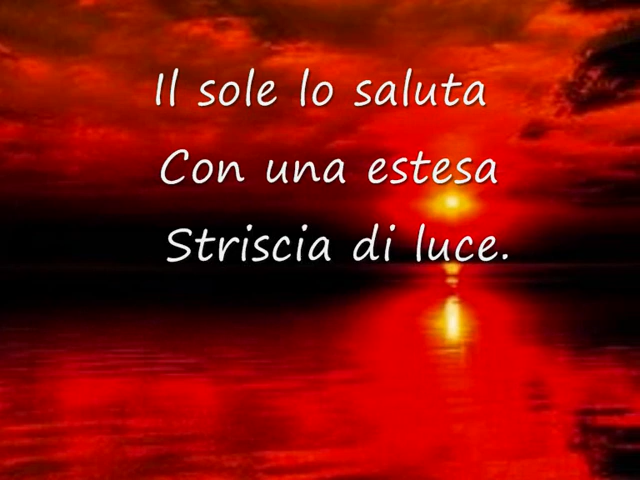 Il sole lo saluta
Con una estesa
Striscia di luce.